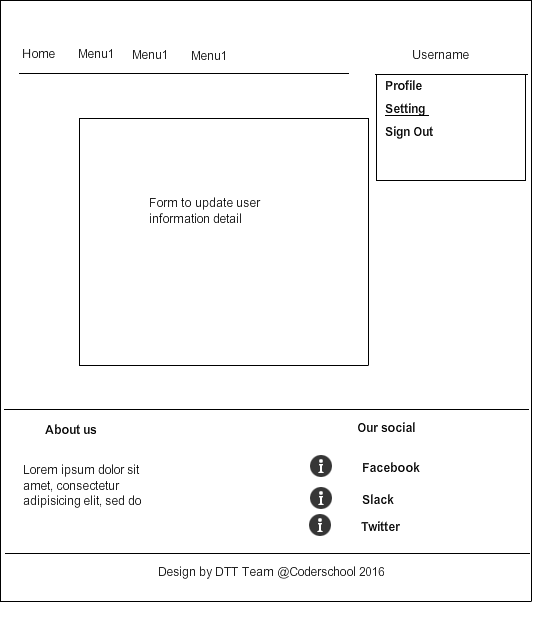 Home Menu1 Menu1 Menu1 Username
Profile
Setting
Sign Out
Form to update user
information detail
About us
Lorem ipsum dolor sit
amet, consectetur
adipisicing elit, sed do
Our social
Facebook
Slack
Twitter
Design by DTT Team @Coderschool 2016